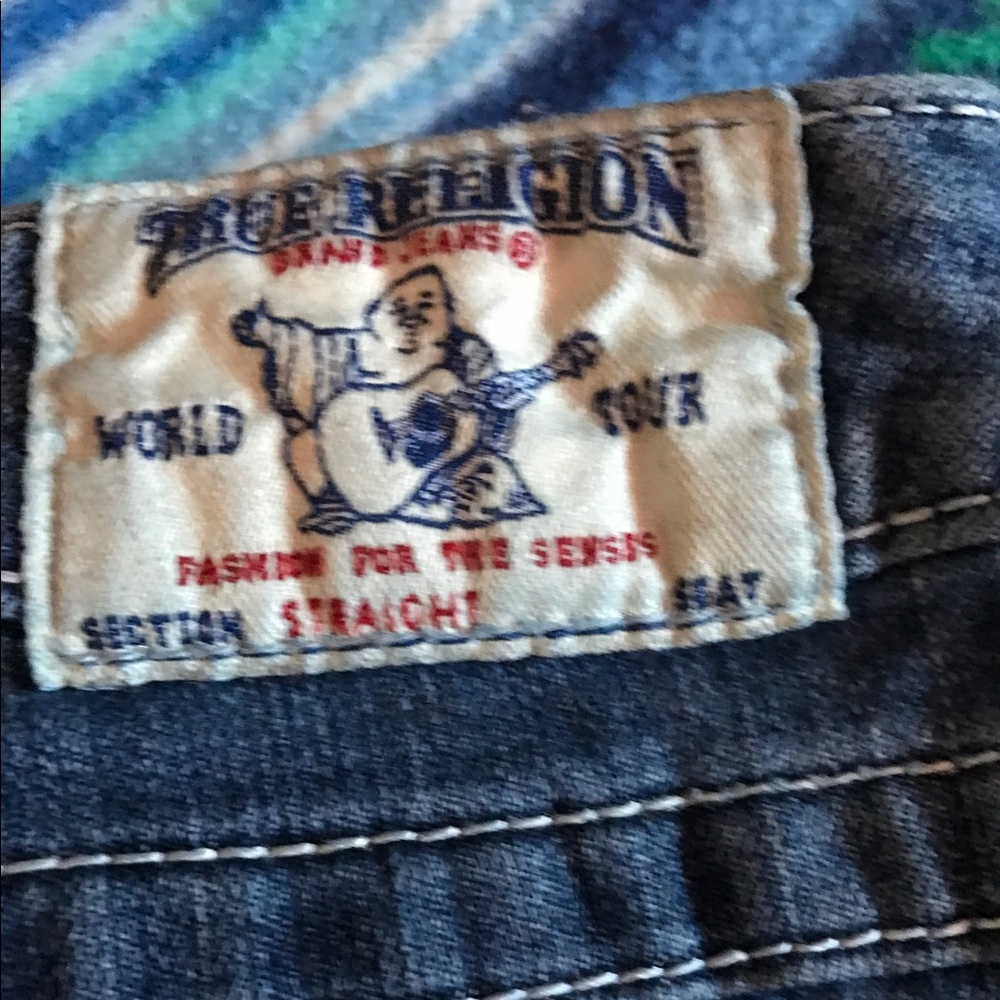 TRUE RELIGION
BRAND JEANS®
WORLD TOUR
FASHION FOR THE SENSES
SECTION STRAIGHT SEAT